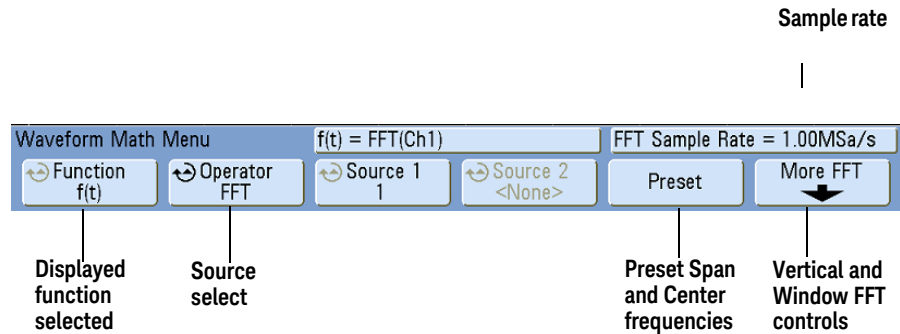 Sample rate
Waveform Math Menu
f(t) = FFT(Ch1)
FFT Sample Rate = 1.00MSa/s
Function
f(t)
Operator
FFT
Source 1
1
Source 2
<None>
Preset
More FFT
Displayed
function
selected
Source
select
Preset Span
and Center
frequencies
Vertical and
Window FFT
controls